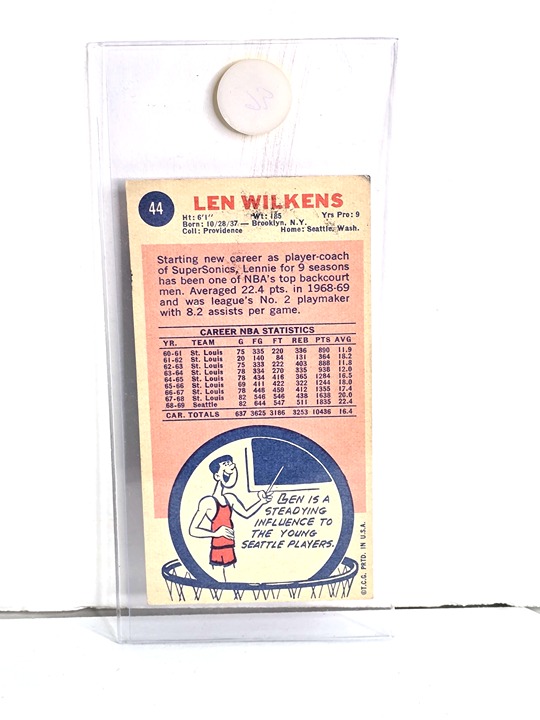 44
LEN WILKENS
Ht: 6'1" Wt: 185 Yrs Pro: 9
Born: 10/28/37 — Brooklyn, N.Y.
Coll: Providence Home: Seattle, Wash.
Starting new career as player-coach
of SuperSonics, Lennie for 9 seasons
has been one of NBA's top backcourt
men. Averaged 22.4 pts. in 1968-69
and was league's No. 2 playmaker
with 8.2 assists per game.
CAREER NBA STATISTICS
YR. TEAM G FG FT REB PTS AVG
60-61 St. Louis 75 335 220 336 890 11.9
61-62 St. Louis 20 140 84 131 364 18.2
62-63 St. Louis 75 333 222 403 888 11.8
63-64 St. Louis 78 334 270 335 938 12.0
64-65 St. Louis 78 434 416 365 1284 16.5
65-66 St. Louis 69 411 422 322 1244 18.0
66-67 St. Louis 78 448 459 412 1355 17.4
67-68 St. Louis 82 546 546 438 1638 20.0
68-69 Seattle 82 644 547 511 1835 22.4
CAR. TOTALS 637 3625 3186 3253 10436 16.4
LEN IS A
STEADYING
INFLUENCE TO
THE YOUNG
SEATTLE PLAYERS.
©T.C.G. PRTD. IN U.S.A.